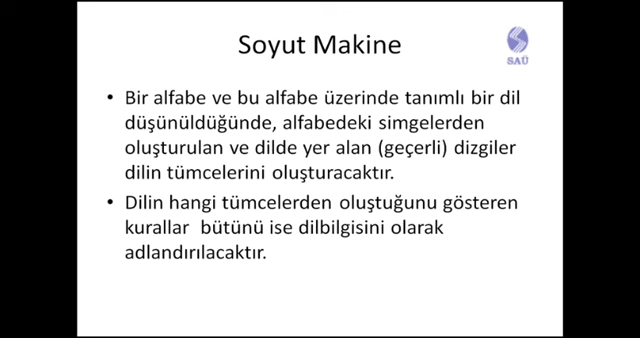 Soyut Makine
SAÜ
• Bir alfabe ve bu alfabe üzerinde tanımlı bir dil
düşünüldüğünde, alfabedeki simgelerden
oluşturulan ve dilde yer alan (geçerli) dizgiler
dilin tümcelerini oluşturacaktır.
• Dilin hangi tümcelerden oluştuğunu gösteren
kurallar bütünü ise dilbilgisini olarak
adlandırılacaktır.